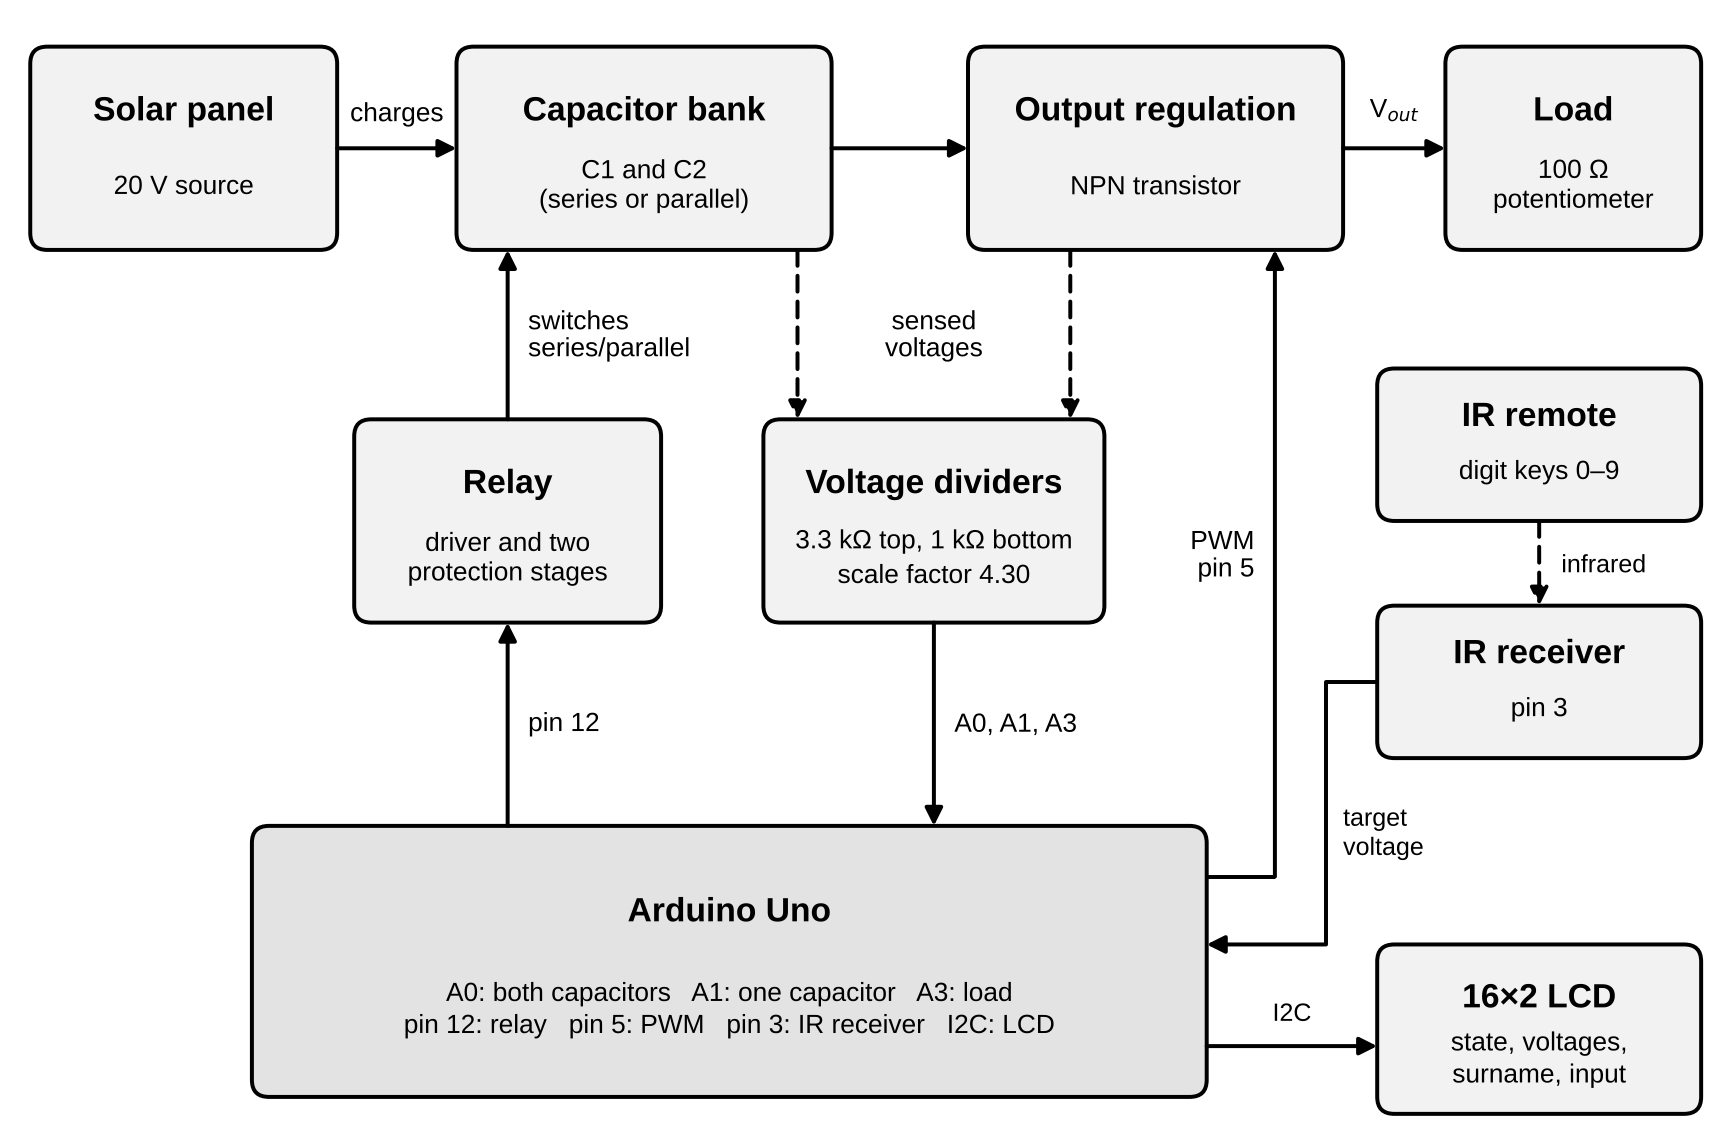 Solar panel
20 V source
charges
Capacitor bank
C1 and C2
(series or parallel)
Output regulation
NPN transistor
Vout
Load
100 Ω
potentiometer
switches
series/parallel
sensed
voltages
Relay
driver and two
protection stages
Voltage dividers
3.3 kΩ top, 1 kΩ bottom
scale factor 4.30
PWM
pin 5
IR remote
digit keys 0–9
infrared
IR receiver
pin 3
pin 12
A0, A1, A3
target
voltage
Arduino Uno
A0: both capacitors A1: one capacitor A3: load
pin 12: relay pin 5: PWM pin 3: IR receiver I2C: LCD
I2C
16×2 LCD
state, voltages,
surname, input